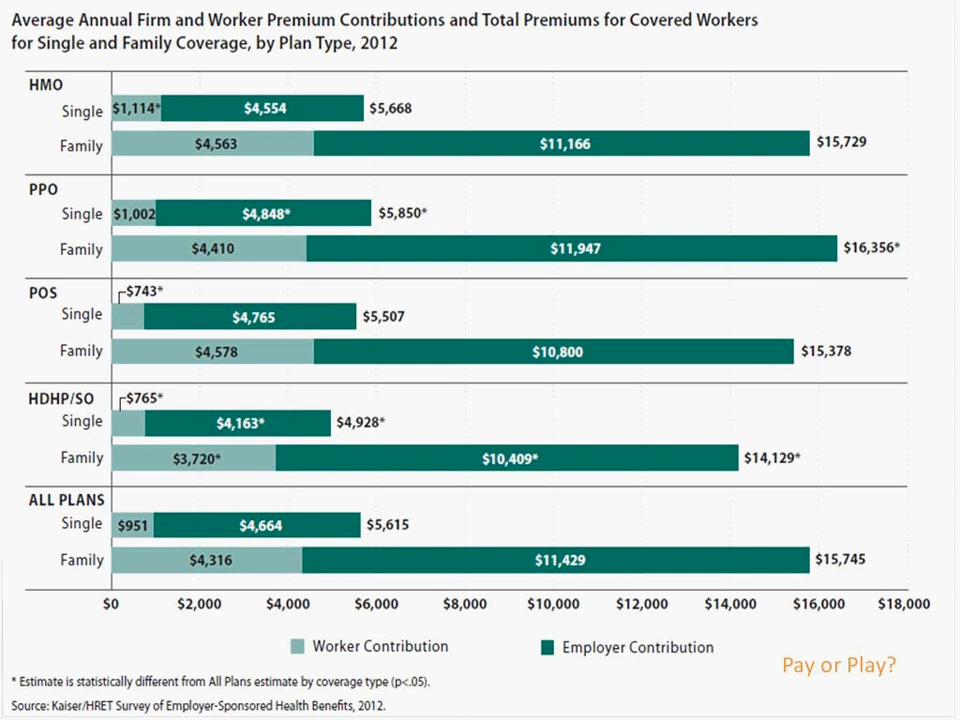 Average Annual Firm and Worker Premium Contributions and Total Premiums for Covered Workers
for Single and Family Coverage, by Plan Type, 2012
HMO
Single $1,114* $4,554 $5,668
Family $4,563 $11,166 $15,729
PPO
Single $1,002 $4,848* $5,850*
Family $4,410 $11,947 $16,356*
POS $743*
Single $4,765 $5,507
Family $4,578 $10,800 $15,378
HDHP/SO $765*
Single $4,163* $4,928*
Family $3,720* $10,409* $14,129*
ALL PLANS
Single $951 $4,664 $5,615
Family $4,316 $11,429 $15,745
$0 $2,000 $4,000 $6,000 $8,000 $10,000 $12,000 $14,000 $16,000 $18,000
Worker Contribution Employer Contribution
Pay or Play?
* Estimate is statistically different from All Plans estimate by coverage type (p<.05).
Source: Kaiser/HRET Survey of Employer-Sponsored Health Benefits, 2012.